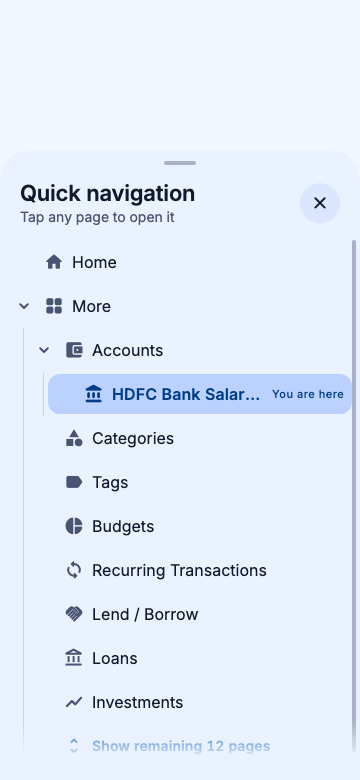 Quick navigation
Tap any page to open it
Home
More
Accounts
HDFC Bank Salar... You are here
Categories
Tags
Budgets
Recurring Transactions
Lend / Borrow
Loans
Investments
Show remaining 12 pages